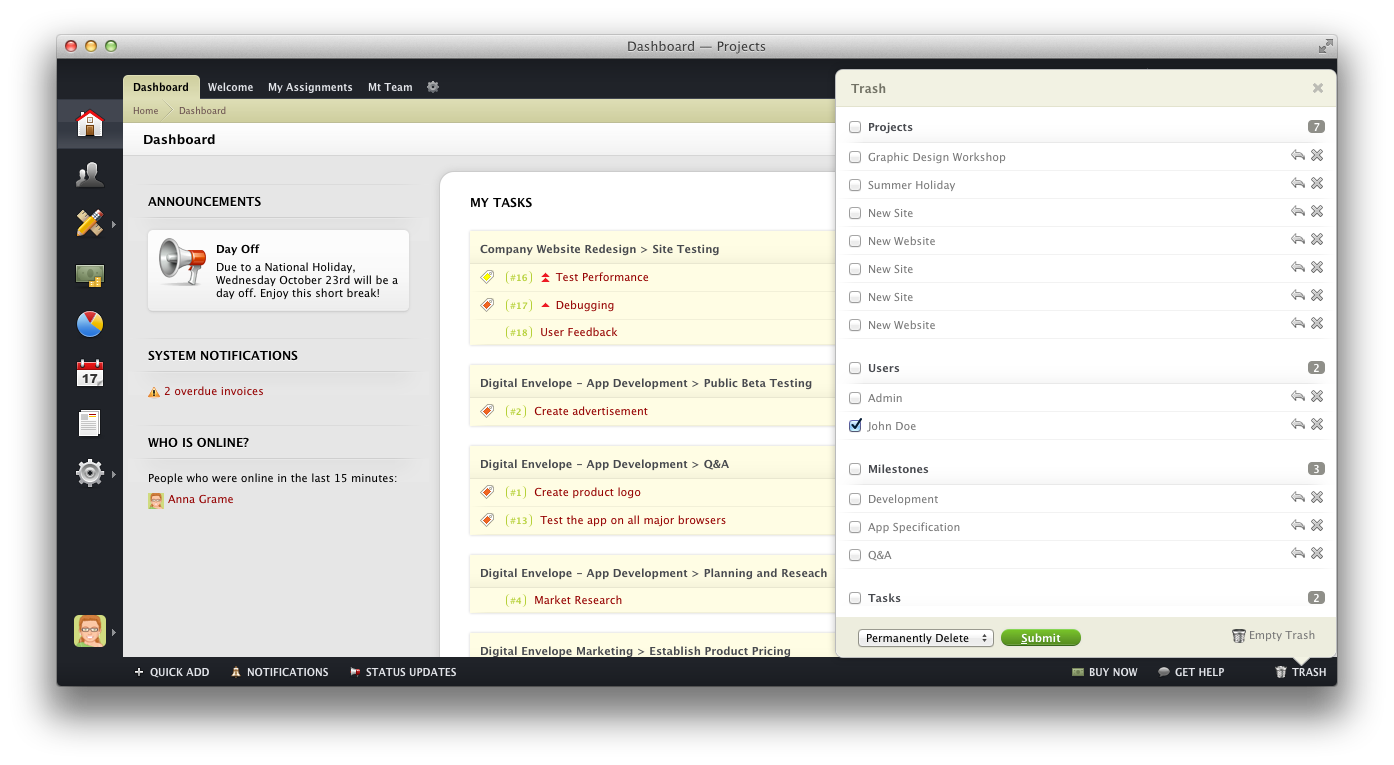 Dashboard — Projects
Dashboard
Welcome
My Assignments
Mt Team
Home
Dashboard
Dashboard
17
ANNOUNCEMENTS
Day Off
Due to a National Holiday,
Wednesday October 23rd will be a
day off. Enjoy this short break!
SYSTEM NOTIFICATIONS
2 overdue invoices
WHO IS ONLINE?
People who were online in the last 15 minutes:
Anna Grame
MY TASKS
Company Website Redesign > Site Testing
(#16) Test Performance
(#17) Debugging
(#18) User Feedback
Digital Envelope - App Development > Public Beta Testing
(#2) Create advertisement
Digital Envelope - App Development > Q&A
(#1) Create product logo
(#13) Test the app on all major browsers
Digital Envelope - App Development > Planning and Reseach
(#4) Market Research
Digital Envelope Marketing > Establish Product Pricing
Trash
Projects 7
Graphic Design Workshop
Summer Holiday
New Site
New Website
New Site
New Site
New Website
Users 2
Admin
John Doe
Milestones 3
Development
App Specification
Q&A
Tasks 2
Permanently Delete
Submit
Empty Trash
+ QUICK ADD
NOTIFICATIONS
STATUS UPDATES
BUY NOW
GET HELP
TRASH